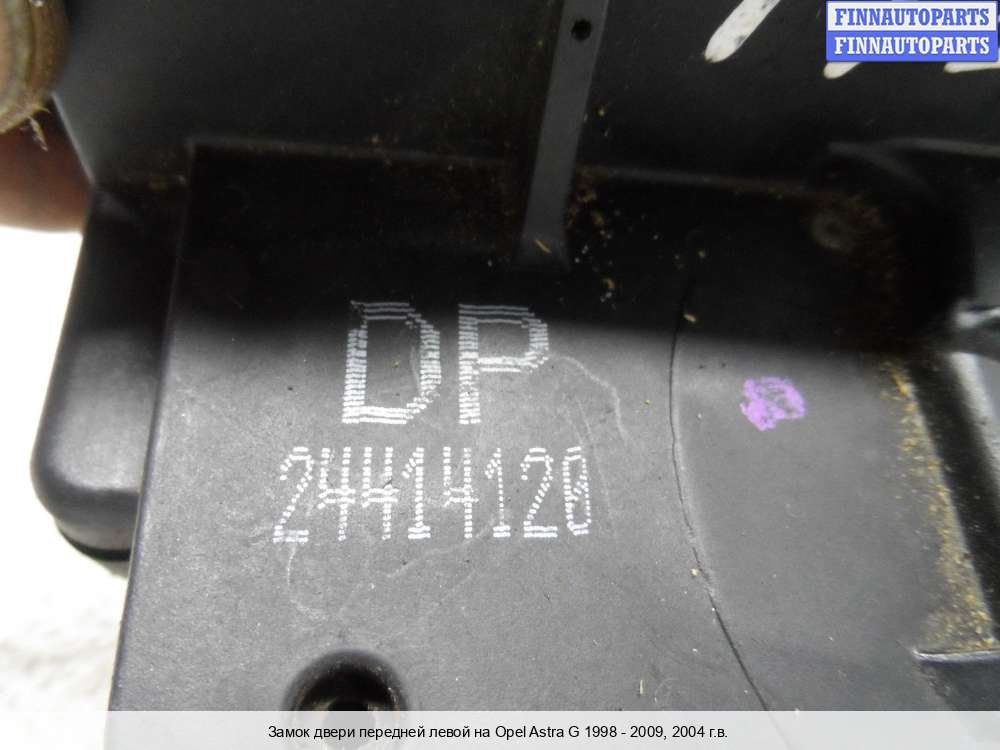 FINNAUTOPARTS
FINNAUTOPARTS
DP
24414120
Замок двери передней левой на Opel Astra G 1998 - 2009, 2004 г.в.